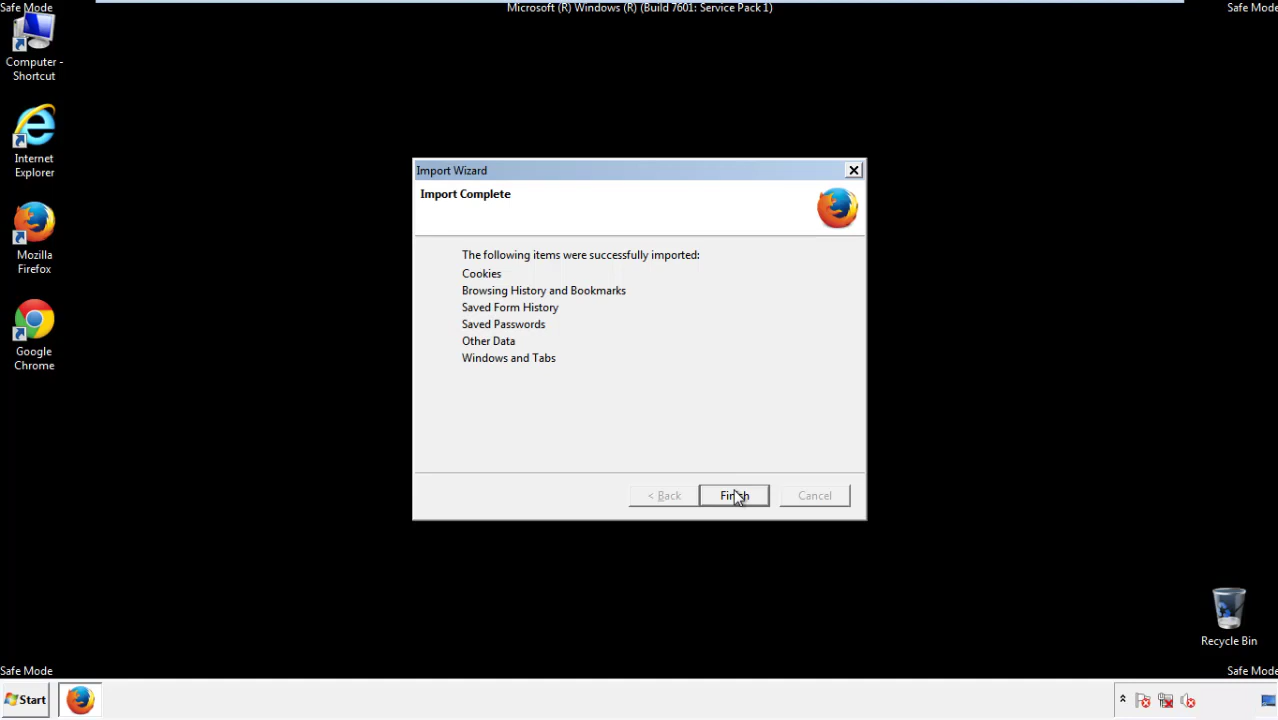 Safe Mode
Microsoft (R) Windows (R) (Build 7601: Service Pack 1)
Safe Mode
Computer -
Shortcut
Internet
Explorer
Mozilla
Firefox
Google
Chrome
Import Wizard
Import Complete
The following items were successfully imported:
Cookies
Browsing History and Bookmarks
Saved Form History
Saved Passwords
Other Data
Windows and Tabs
< Back
Finish
Cancel
Recycle Bin
Safe Mode
Safe Mode
Start